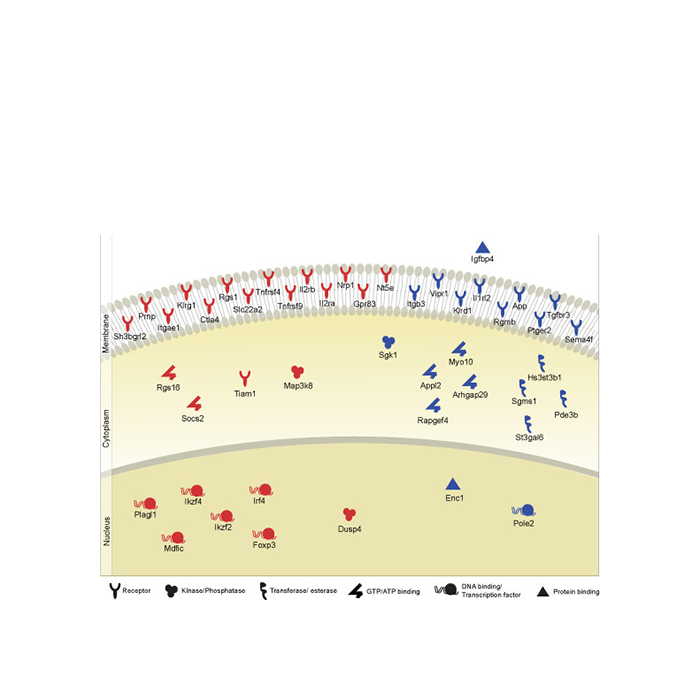 Igfbp4
Membrane
Sh3bgrl2
Prnp
Itgae1
Klrg1
Ctla4
Rgs1
Slc22a2
Tnfrsf4
Tnfrsf9
Il2rb
Il2ra
Nrp1
Gpr83
Nt5e
Itgb3
Vipr1
Klrd1
Il1rl2
Rgmb
App
Ptger2
Tgfbr3
Sema4f
Cytoplasm
Rgs16
Socs2
Tiam1
Map3k8
Sgk1
Myo10
Appl2
Arhgap29
Rapgef4
Hs3st3b1
Sgms1
Pde3b
St3gal6
Nucleus
Plagl1
Ikzf4
Ikzf2
Mdfic
Irf4
Foxp3
Dusp4
Enc1
Pole2
Receptor
Kinase/Phosphatase
Transferase/ esterase
GTP/ATP binding
DNA binding/
Transcription factor
Protein binding